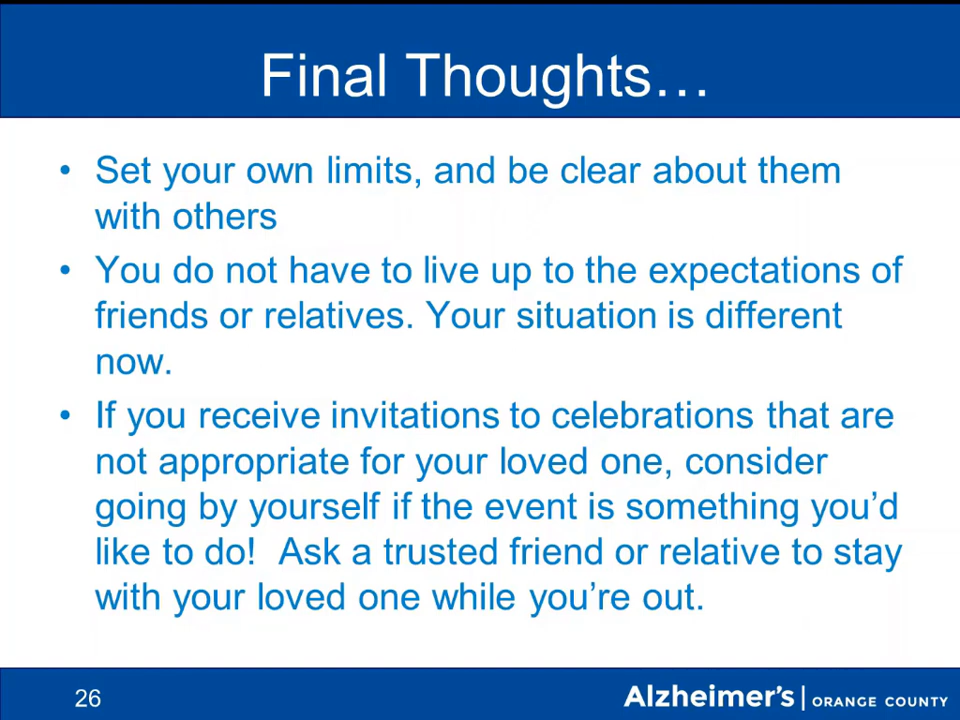 Final Thoughts…
• Set your own limits, and be clear about them
with others
• You do not have to live up to the expectations of
friends or relatives. Your situation is different
now.
• If you receive invitations to celebrations that are
not appropriate for your loved one, consider
going by yourself if the event is something you’d
like to do!  Ask a trusted friend or relative to stay
with your loved one while you’re out.
26
Alzheimer’s | ORANGE COUNTY